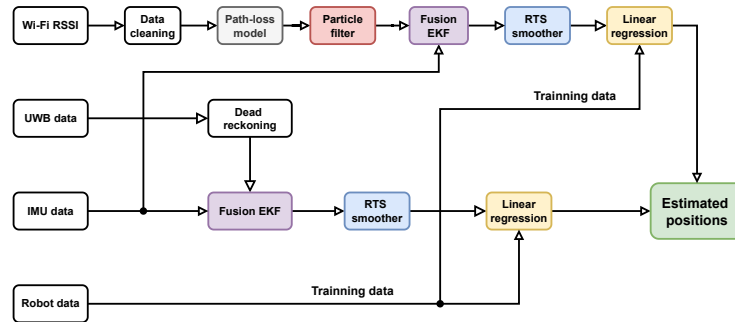 Wi-Fi RSSI
Data
cleaning
Path-loss
model
Particle
filter
Fusion
EKF
RTS
smoother
Linear
regression
Trainning data
UWB data
Dead
reckoning
IMU data
Fusion EKF
RTS
smoother
Linear
regression
Estimated
positions
Robot data
Trainning data